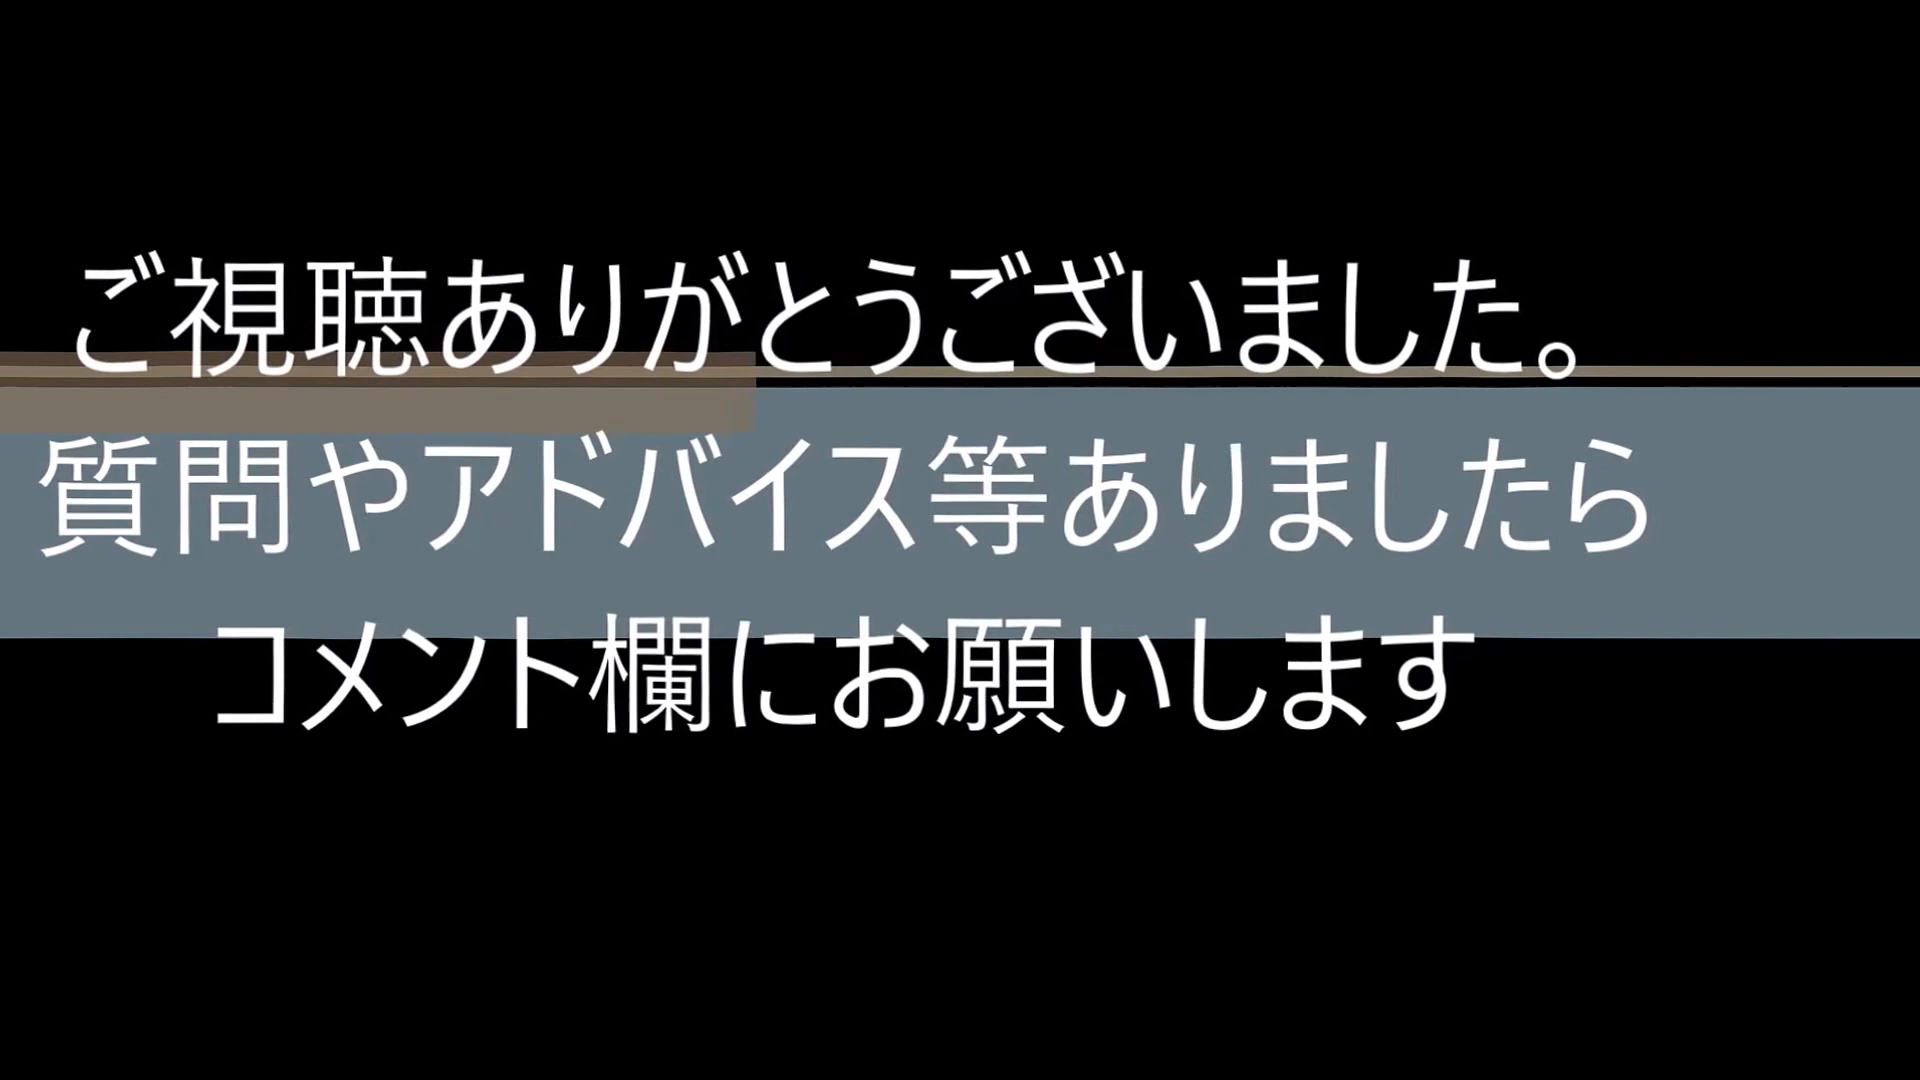 ご視聴ありがとうございました。
質問やアドバイス等ありましたら
コメント欄にお願いします